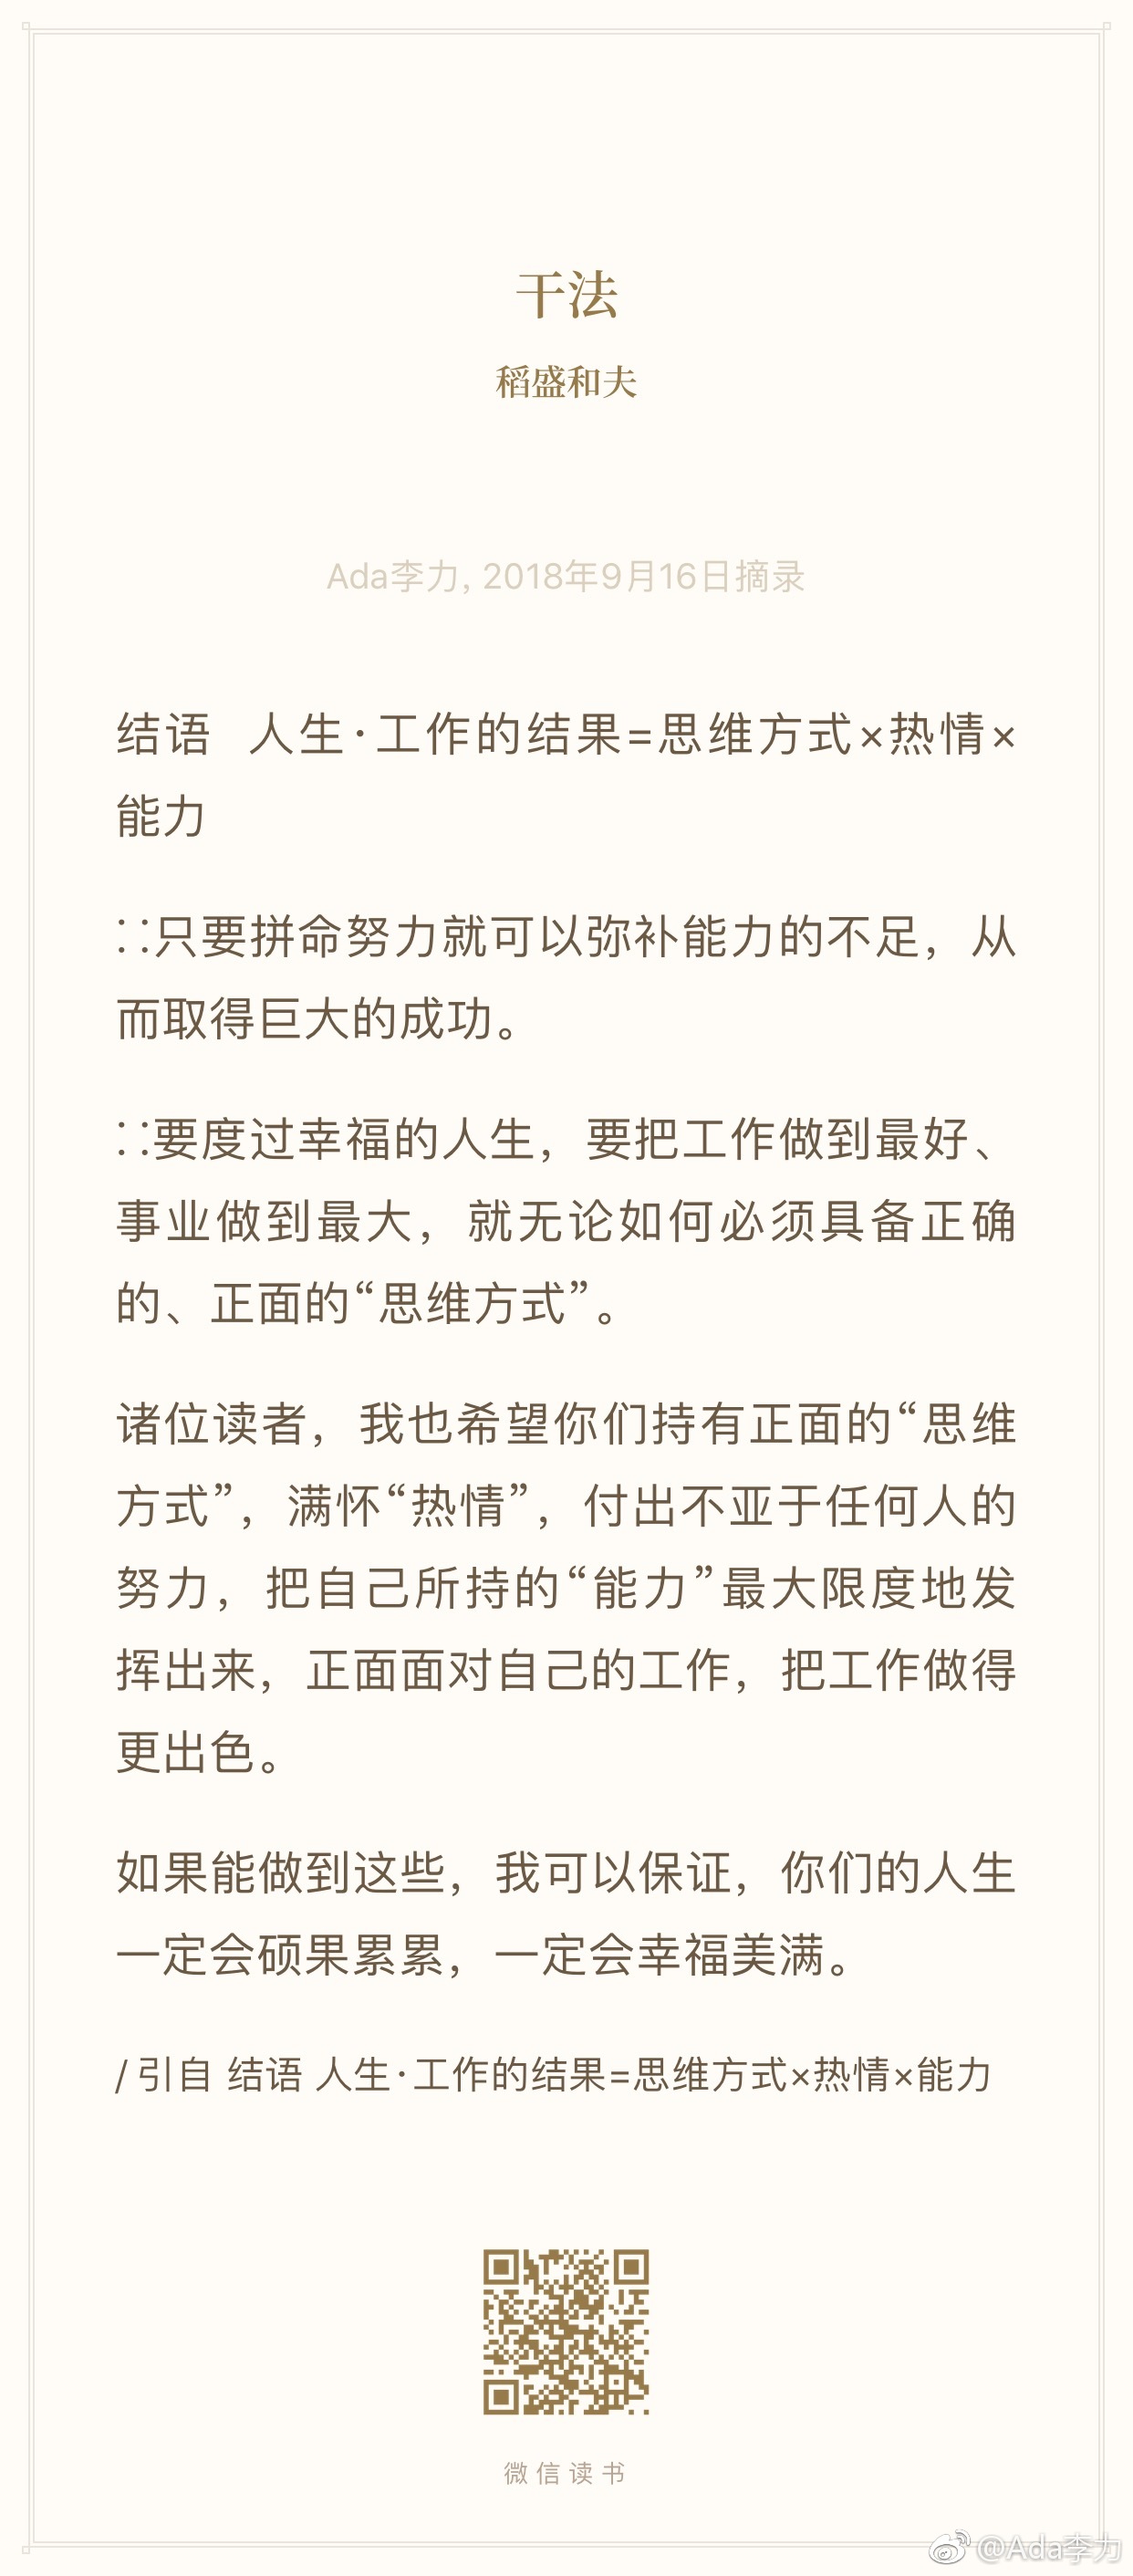 干法
稻盛和夫
Ada李力, 2018年9月16日摘录
结语 人生·工作的结果=思维方式×热情×
能力
∷只要拼命努力就可以弥补能力的不足，从
而取得巨大的成功。
∷要度过幸福的人生，要把工作做到最好、
事业做到最大，就无论如何必须具备正确
的、正面的“思维方式”。
诸位读者，我也希望你们持有正面的“思维
方式”，满怀“热情”，付出不亚于任何人的
努力，把自己所持的“能力”最大限度地发
挥出来，正面面对自己的工作，把工作做得
更出色。
如果能做到这些，我可以保证，你们的人生
一定会硕果累累，一定会幸福美满。
/ 引自 结语 人生·工作的结果=思维方式×热情×能力
微信读书
@Ada李力